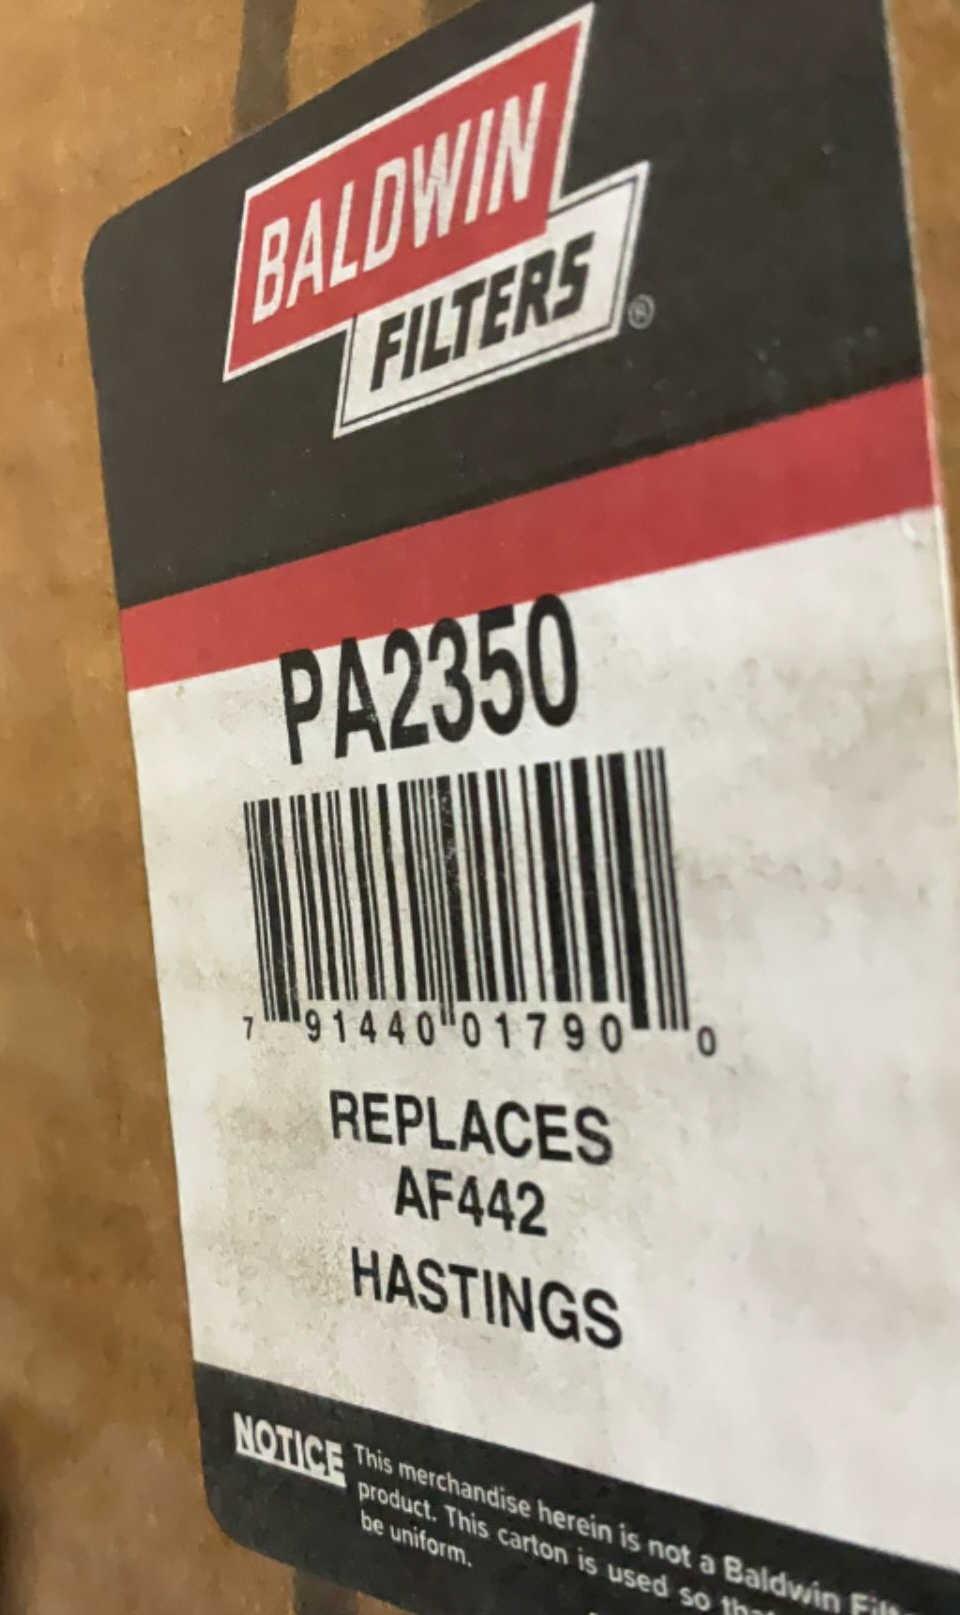 BALDWIN
FILTERS®
PA2350
7 91440 01790 0
REPLACES
AF442
HASTINGS
NOTICE This merchandise herein is not a Baldwin
product. This carton is used so
be uniform.